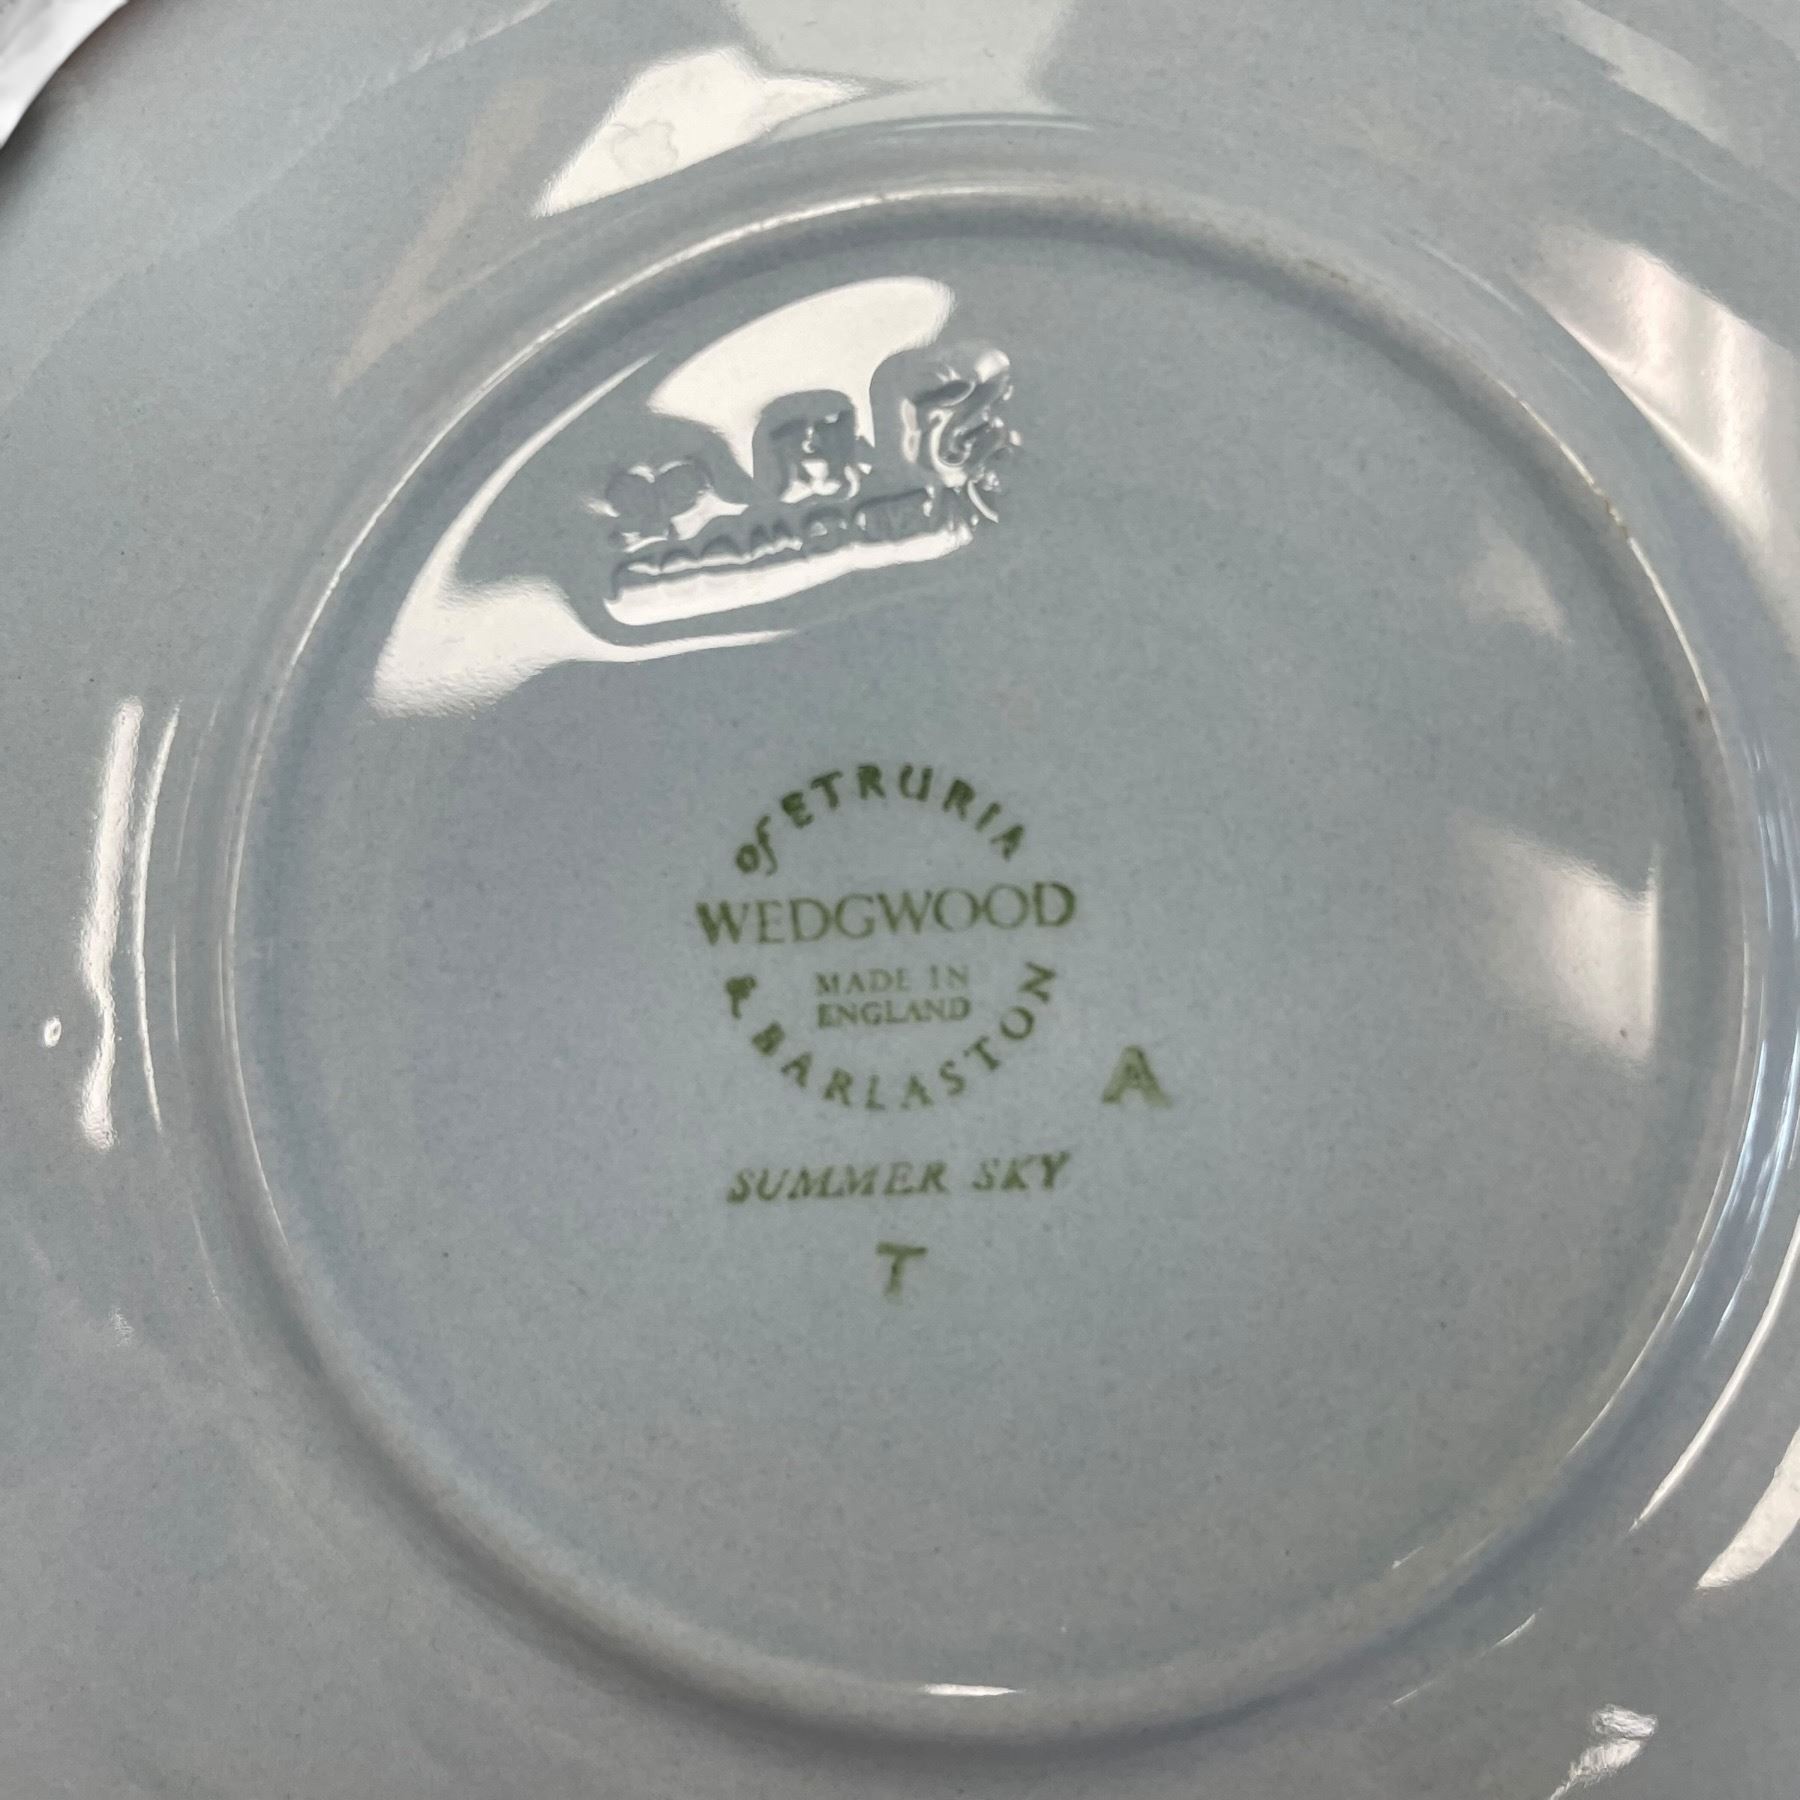 of ETRURIA
WEDGWOOD
MADE IN
ENGLAND
& BARLASTON
A
SUMMER SKY
T